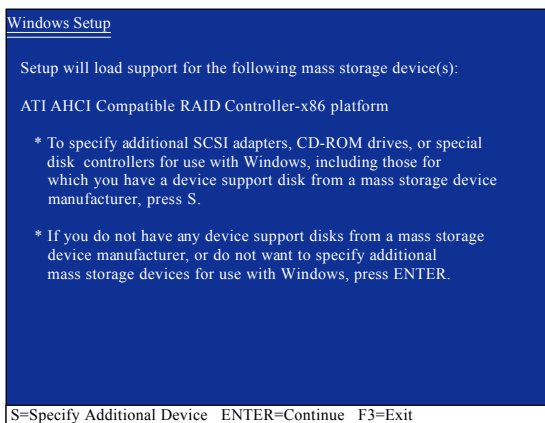 Windows Setup
Setup will load support for the following mass storage device(s):
ATI AHCI Compatible RAID Controller-x86 platform
* To specify additional SCSI adapters, CD-ROM drives, or special
disk controllers for use with Windows, including those for
which you have a device support disk from a mass storage device
manufacturer, press S.
* If you do not have any device support disks from a mass storage
device manufacturer, or do not want to specify additional
mass storage devices for use with Windows, press ENTER.
S=Specify Additional Device ENTER=Continue F3=Exit